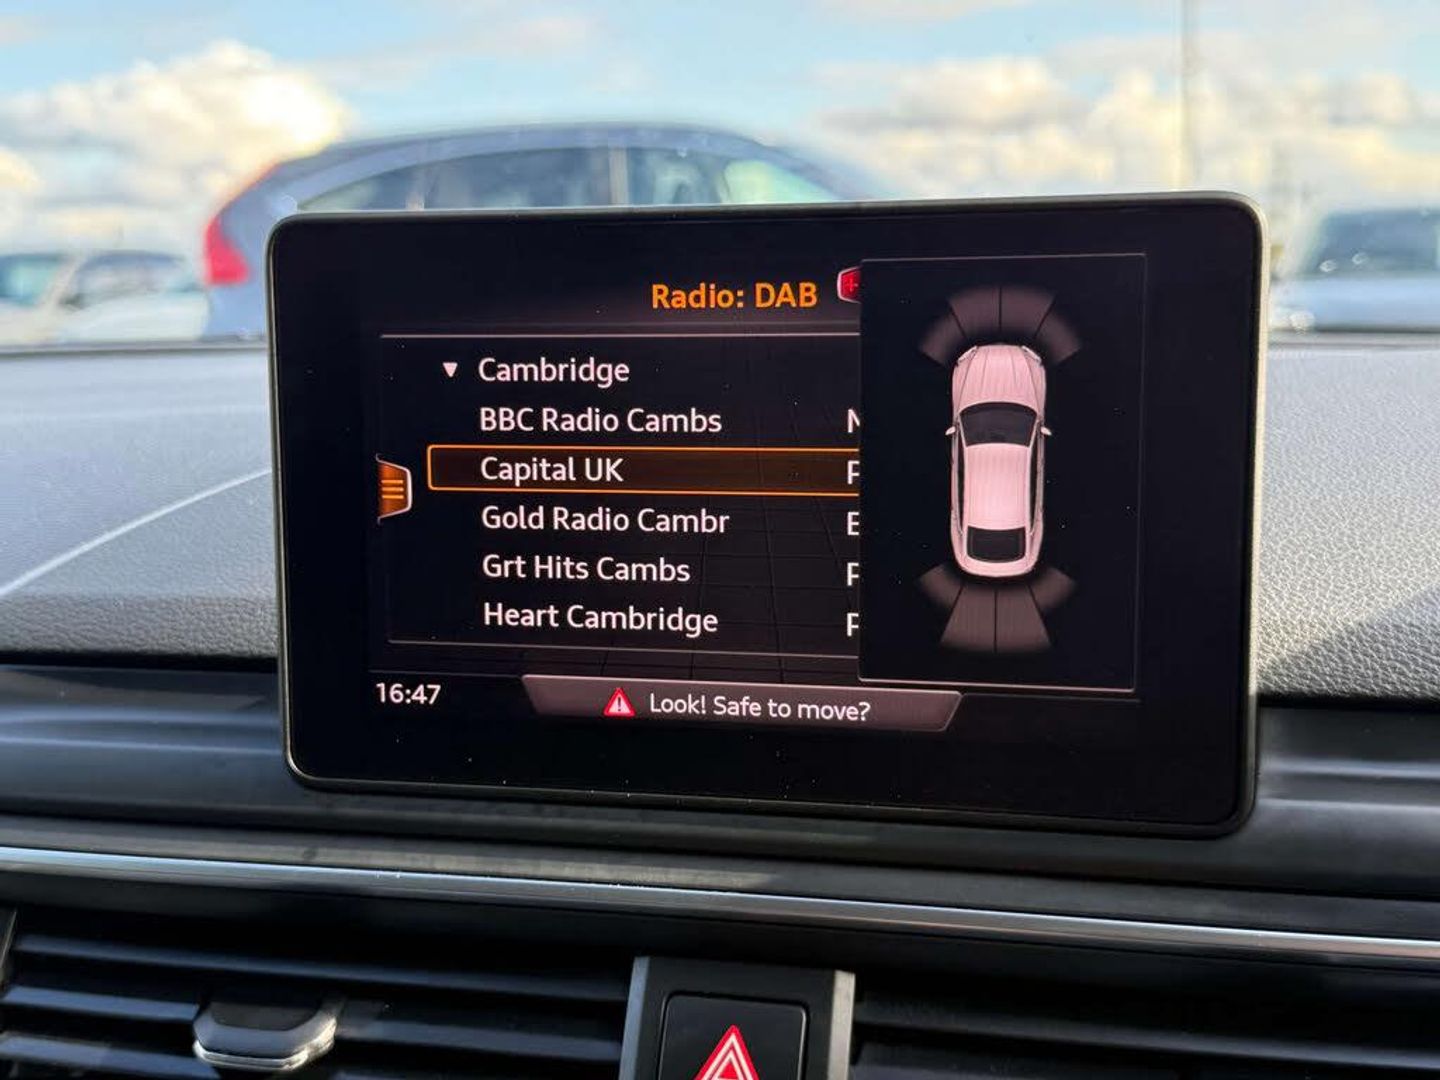 Radio: DAB
Cambridge
BBC Radio Cambs
Capital UK
Gold Radio Cambr
Grt Hits Cambs
Heart Cambridge
16:47
Look! Safe to move?